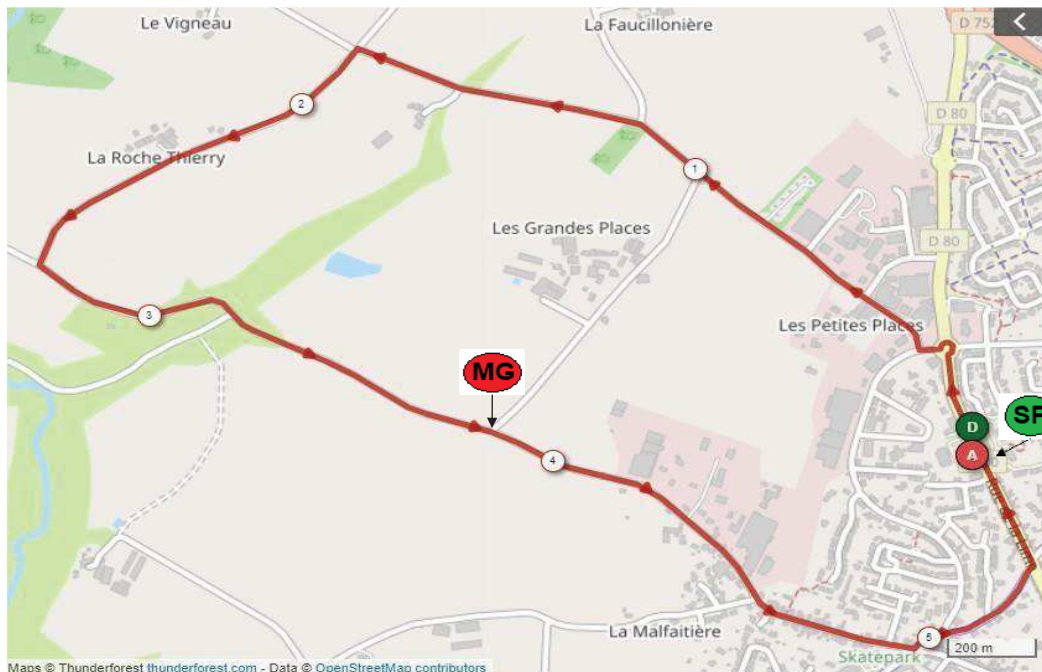 Le Vigneau
La Faucillonière
D 752
D 80
2
La Roche Thierry
1
Les Grandes Places
D 80
3
Les Petites Places
MG
D
SP
A
4
La Malfaitière
5
200 m
Skatepark
Maps © Thunderforest thunderforest.com - Data © OpenStreetMap contributors